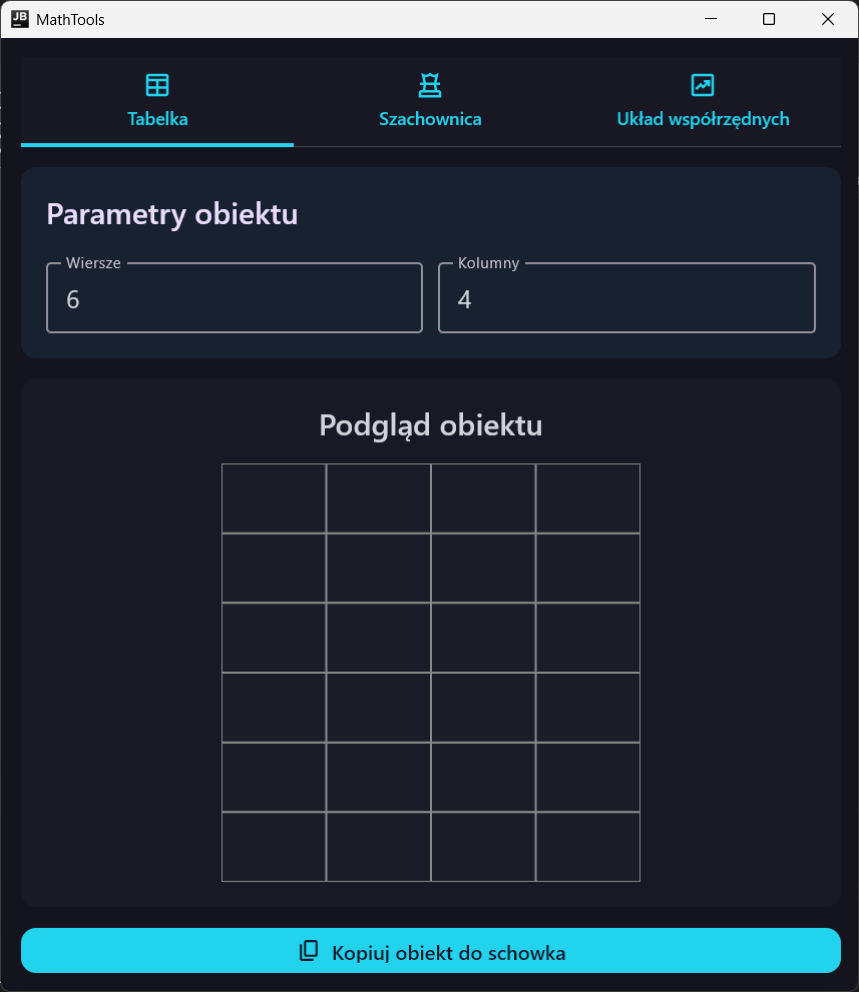 JB MathTools
Tabelka
Szachownica
Układ współrzędnych
Parametry obiektu
Wiersze
Kolumny
6
4
Podgląd obiektu
Kopiuj obiekt do schowka